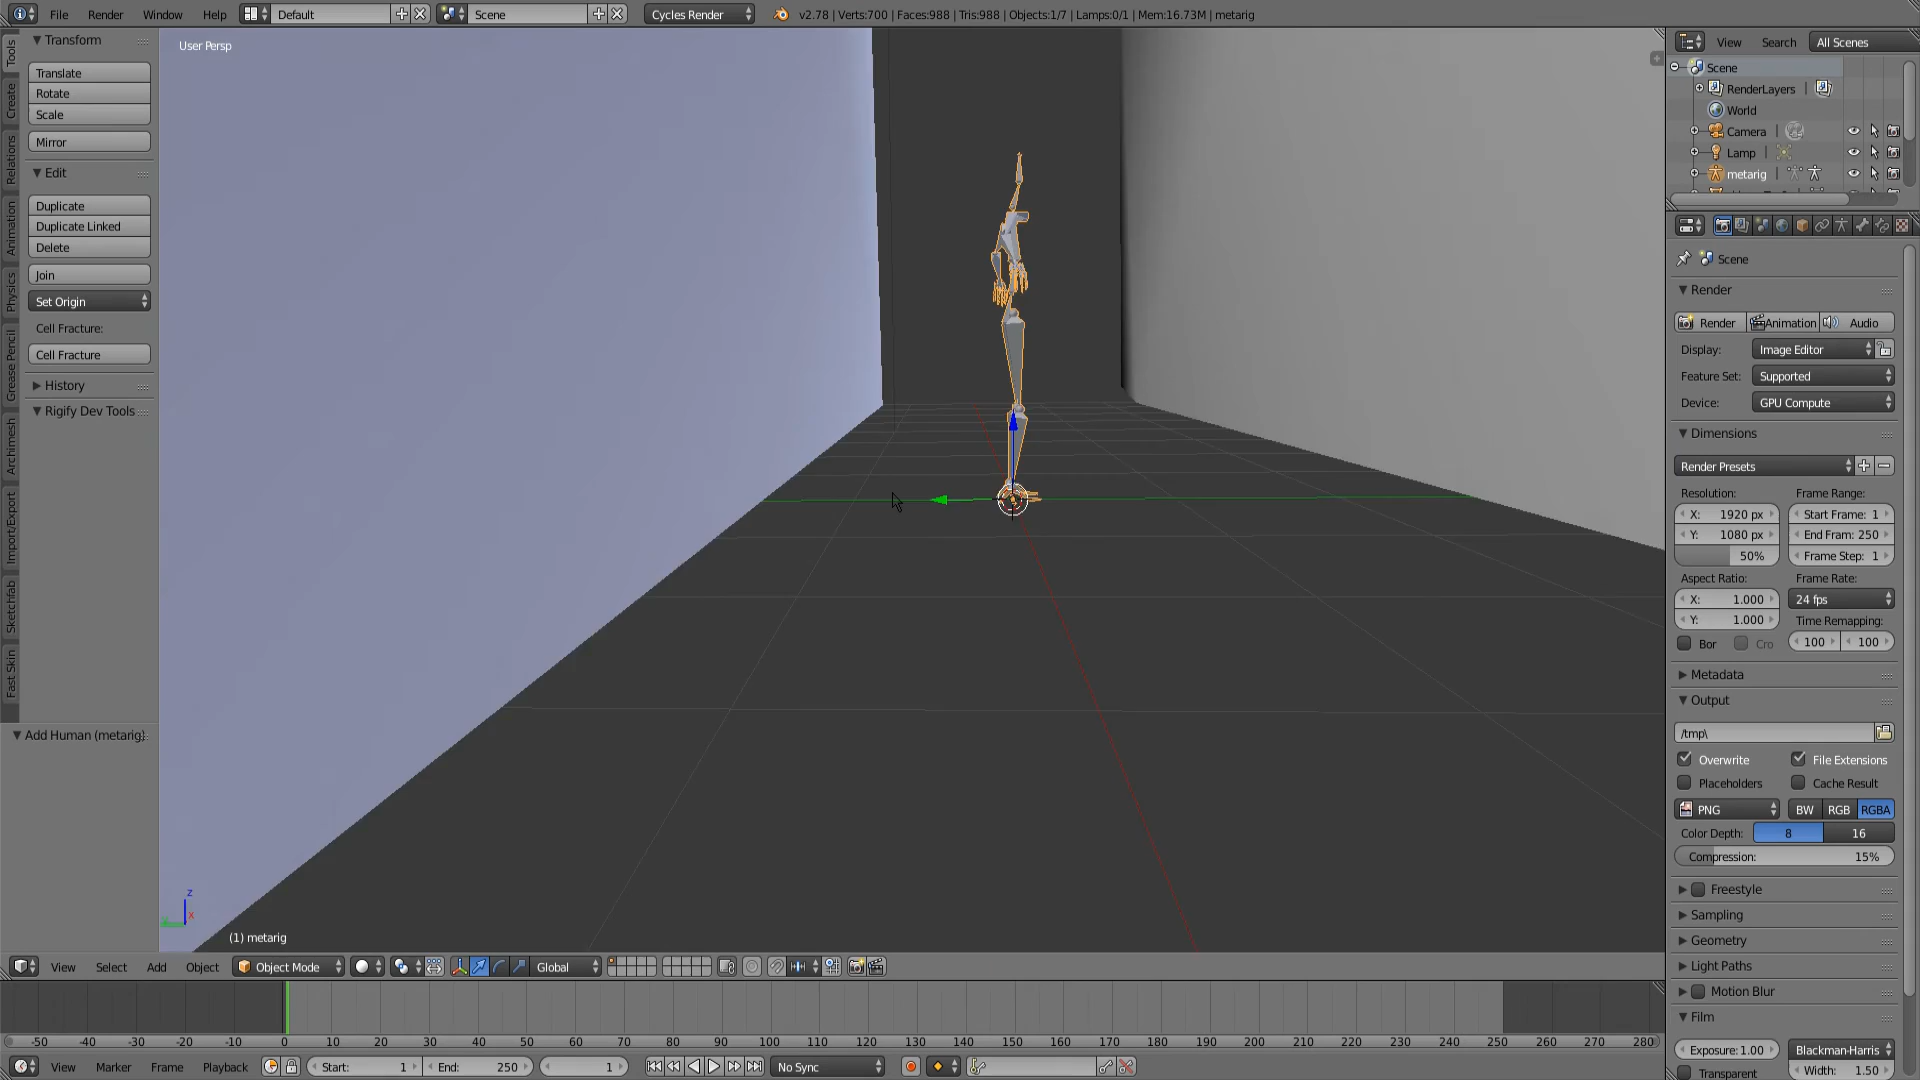 File Render Window Help Default Scene Cycles Render v2.78 | Verts:700 | Faces:988 | Tris:988 | Objects:1/7 | Lamps:0/1 | Mem:16.73M | metarig
Tools
Create
Relations
Animation
Physics
Grease Pencil
Archimesh
Import/Export
Sketchfab
Fast Skin
Transform
Translate
Rotate
Scale
Mirror
Edit
Duplicate
Duplicate Linked
Delete
Join
Set Origin
Cell Fracture:
Cell Fracture
History
Rigify Dev Tools
Add Human (metarig)
User Persp
z
x
(1) metarig
View Search All Scenes
Scene
RenderLayers |
World
Camera |
Lamp |
metarig |
Scene
Render
Render Animation Audio
Display: Image Editor
Feature Set: Supported
Device: GPU Compute
Dimensions
Render Presets
Resolution: Frame Range:
X: 1920 px Start Frame: 1
Y: 1080 px End Fram: 250
50% Frame Step: 1
Aspect Ratio: Frame Rate:
X: 1.000 24 fps
Y: 1.000 Time Remapping:
Bor Cro 100 100
Metadata
Output
/tmp\
Overwrite File Extensions
Placeholders Cache Result
PNG BW RGB RGBA
Color Depth: 8 16
Compression: 15%
Freestyle
Sampling
Geometry
Light Paths
Motion Blur
Film
Exposure: 1.00 Blackman-Harris
Transparent Width: 1.50
View Select Add Object Object Mode Global
-50 -40 -30 -20 -10 0 10 20 30 40 50 60 70 80 90 100 110 120 130 140 150 160 170 180 190 200 210 220 230 240 250 260 270 280
View Marker Frame Playback Start: 1 End: 250 1 No Sync